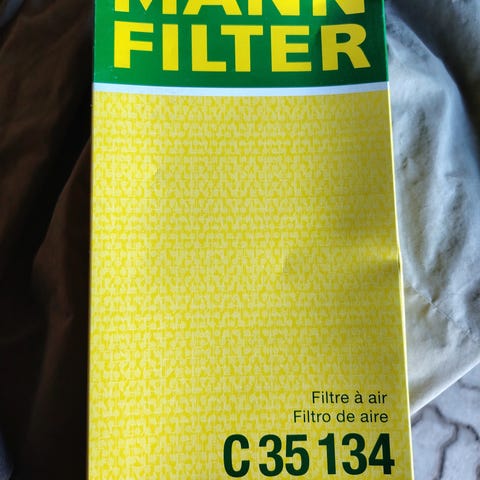 MANN
FILTER
Filtre à air
Filtro de aire
C 35 134